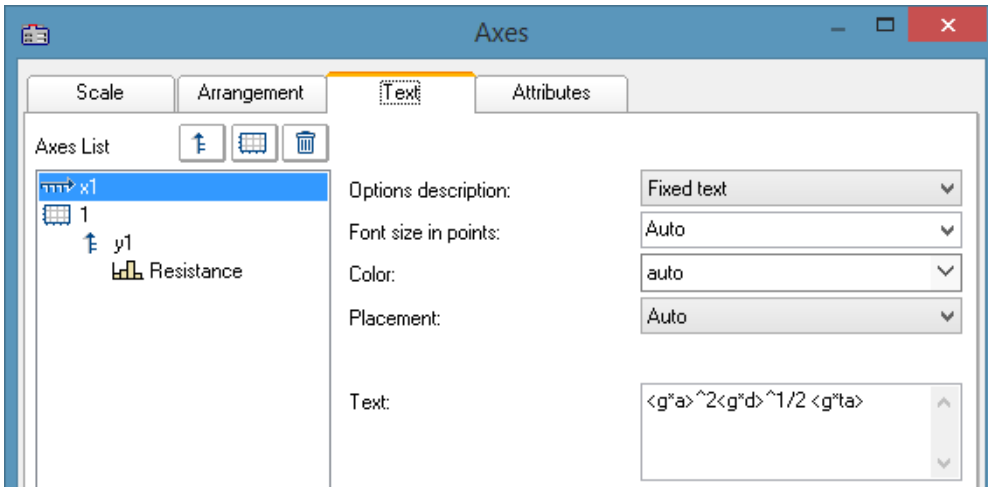 Axes
Scale Arrangement Text Attributes
Axes List
x1
1
y1
Resistance
Options description: Fixed text
Font size in points: Auto
Color: auto
Placement: Auto
Text: <g*a>^2<g*d>^1/2 <g*ta>